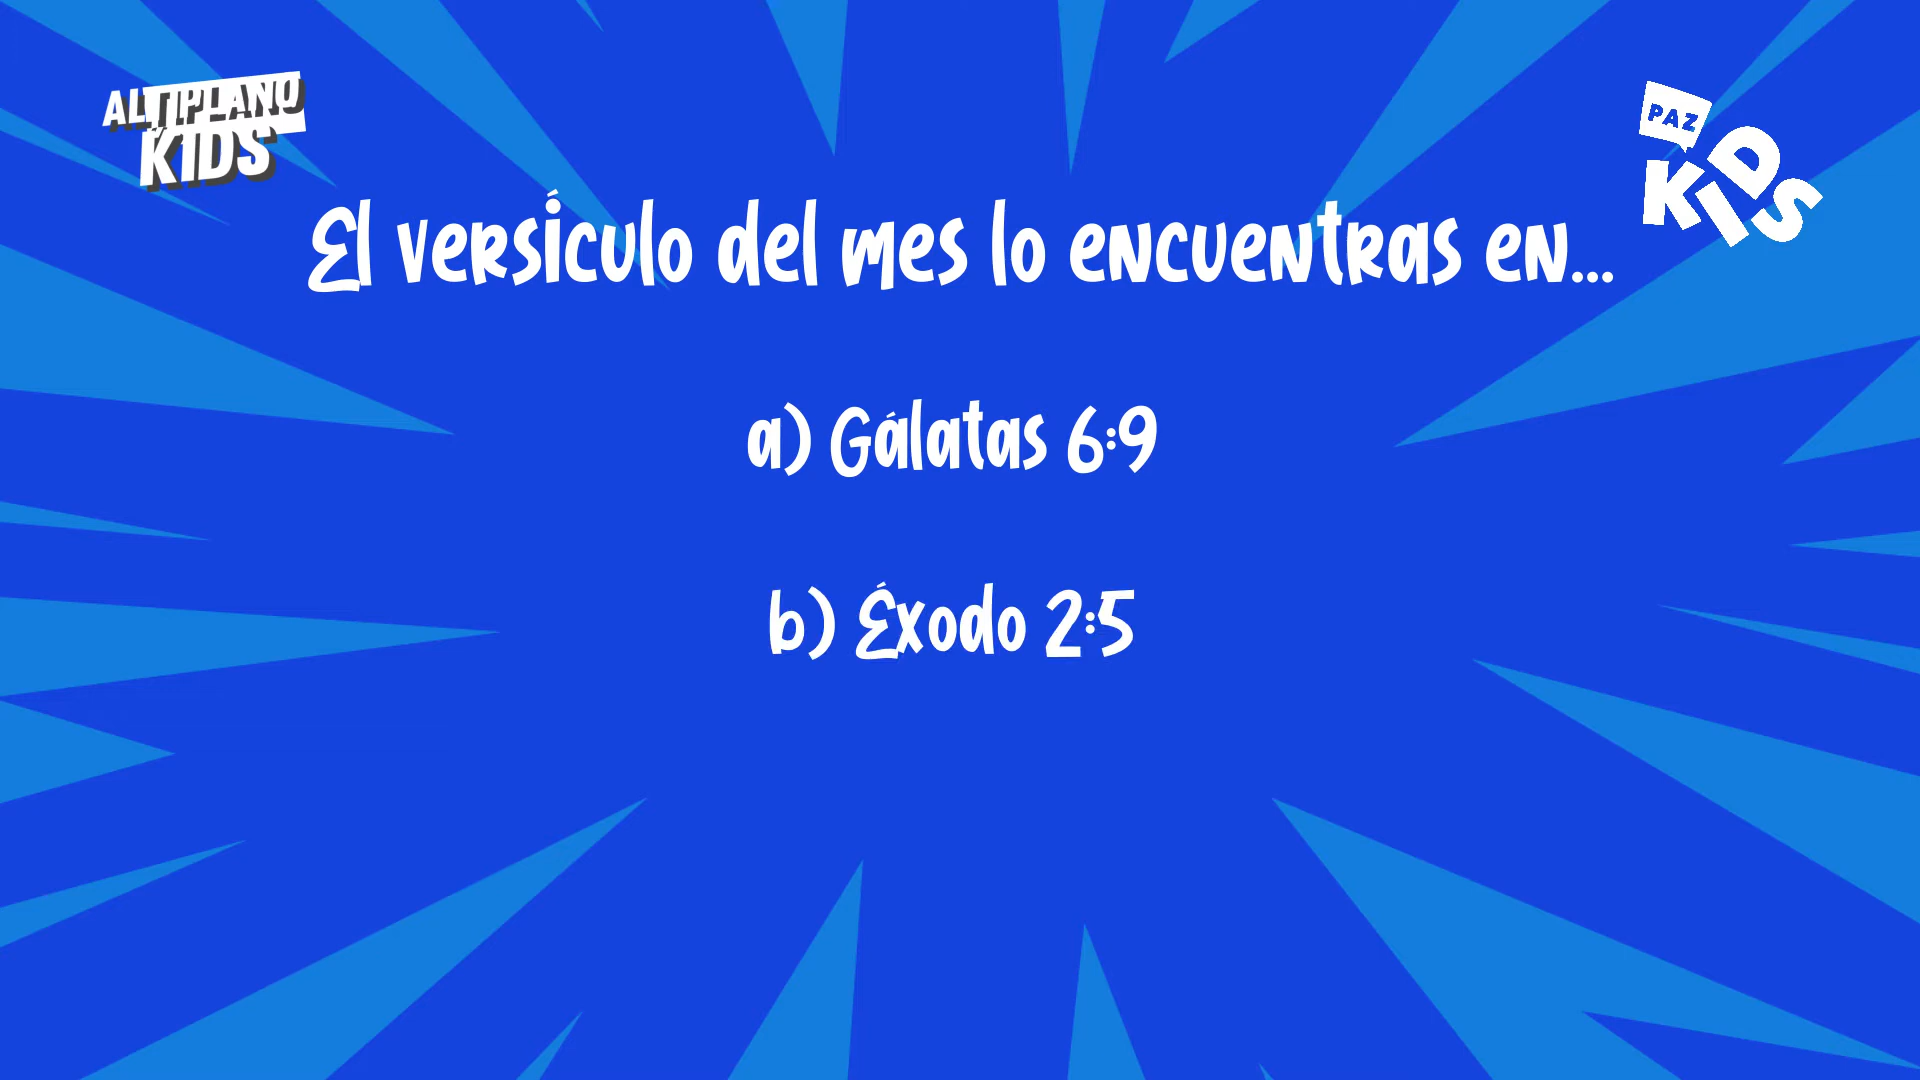 ALTIPLANO
KIDS
PAZ
KIDS
El versículo del mes lo encuentras en...
a) Gálatas 6:9
b) Éxodo 2:5